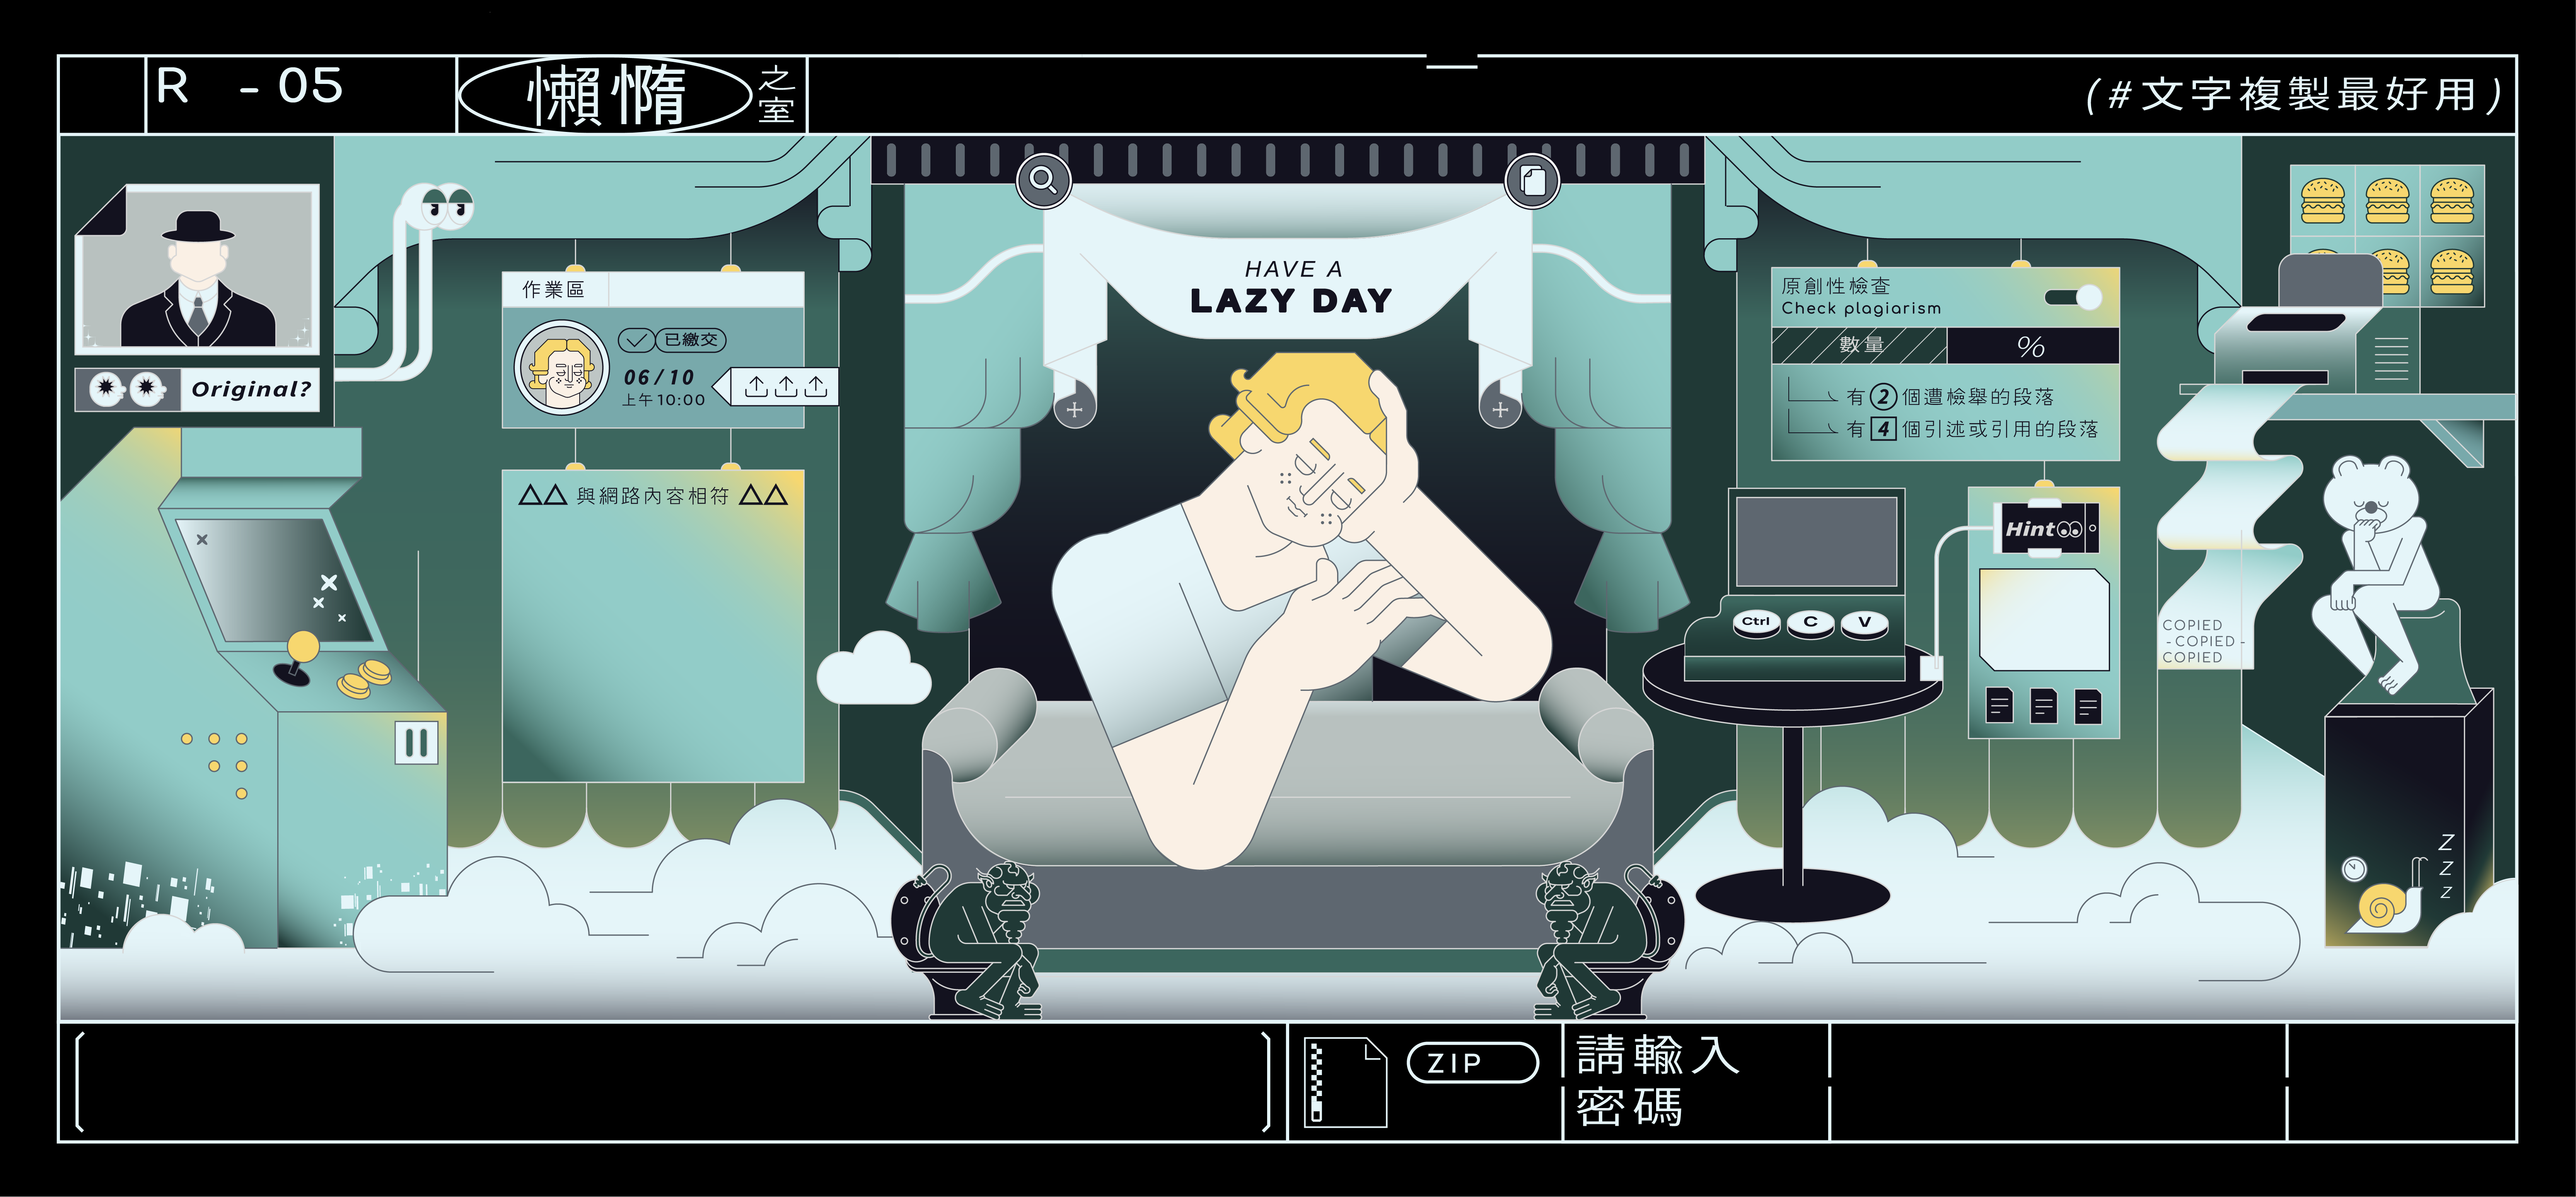 R - 05
懶惰
之室
(#文字複製最好用)
Original?
作業區
已繳交
06/10
上午10:00
△△ 與網路內容相符 △△
HAVE A
LAZY DAY
原創性檢查
Check plagiarism
數量
%
有 2 個遭檢舉的段落
有 4 個引述或引用的段落
Hint
Ctrl C V
COPIED
-COPIED-
COPIED
Z
Z
Z
ZIP
請輸入
密碼